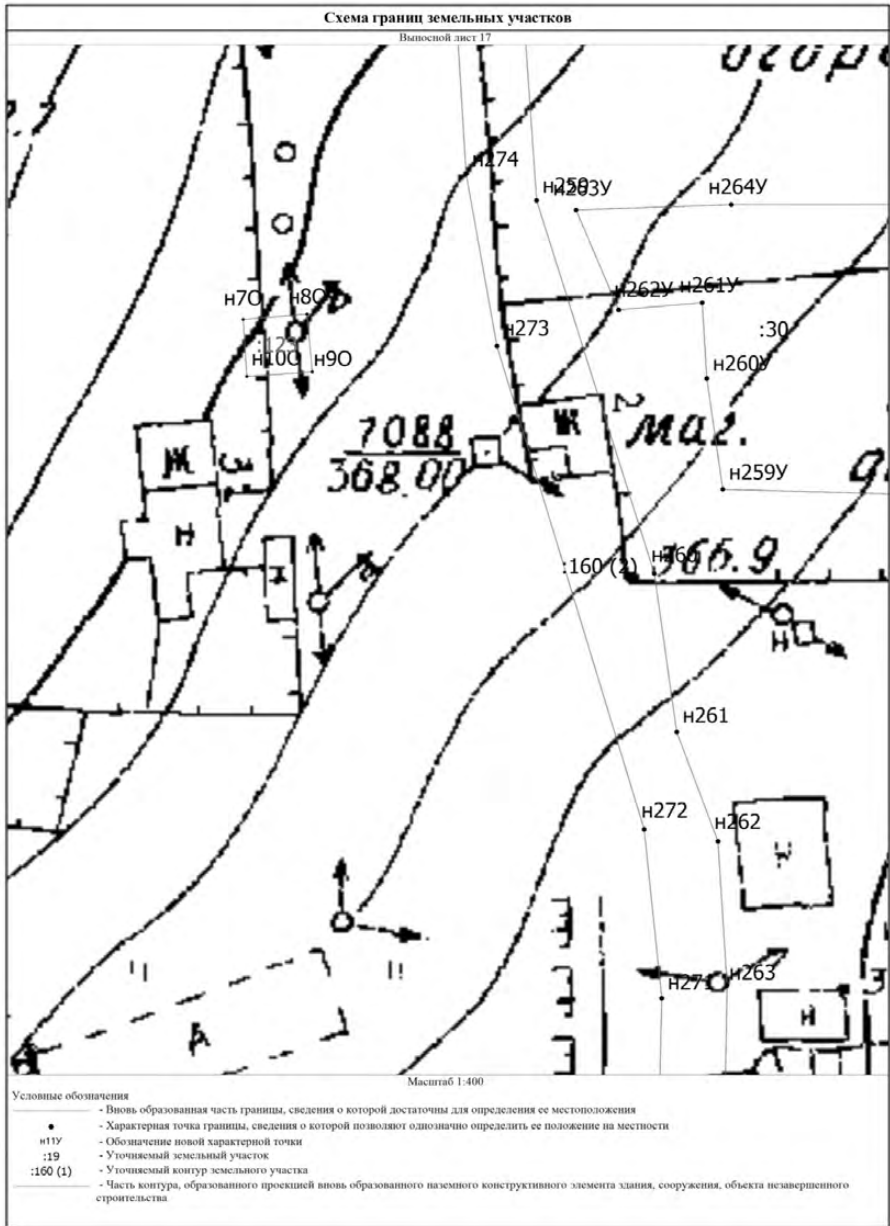 Схема границ земельных участков
Выносной лист 17
н274
н259
н263У
н264У
н262У
н261У
:30
н7О
н8О
н273
н10О
н9О
н260У
Ж
2
маг.
7088
368.00
Ж
3
н259У
Н
н260
366.9
:160 (2)
Н
н261
н272
н262
н263
н271
Н
Масштаб 1:400
Условные обозначения
- Вновь образованная часть границы, сведения о которой достаточны для определения ее местоположения
- Характерная точка границы, сведения о которой позволяют однозначно определить ее положение на местности
н11У - Обозначение новой характерной точки
:19 - Уточняемый земельный участок
:160 (1) - Уточняемый контур земельного участка
- Часть контура, образованного проекцией вновь образованного наземного конструктивного элемента здания, сооружения, объекта незавершенного
строительства